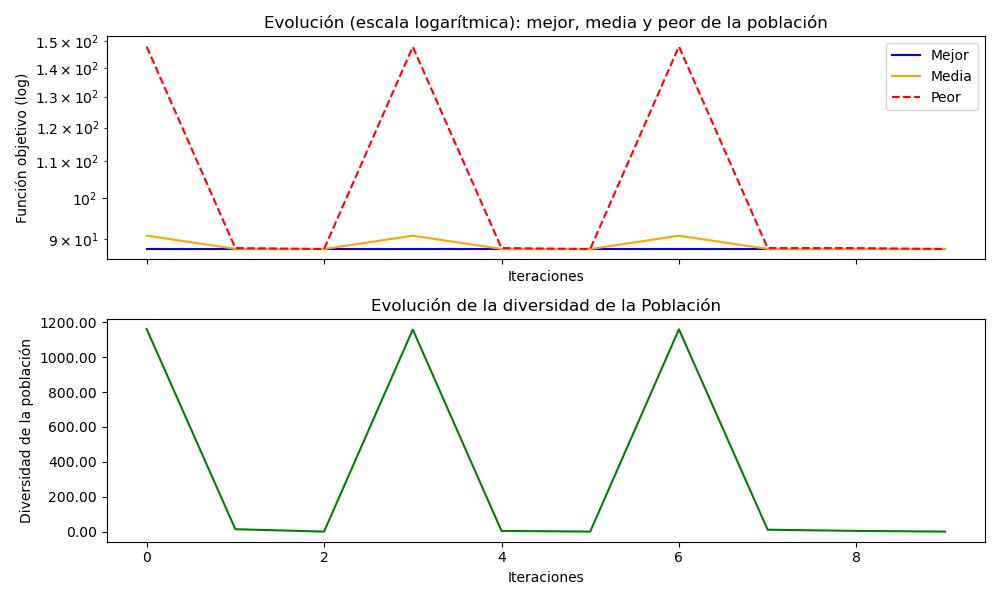 Evolución (escala logarítmica): mejor, media y peor de la población
Función objetivo (log)
1.5 × 10²
1.4 × 10²
1.3 × 10²
1.2 × 10²
1.1 × 10²
10²
9 × 10¹
Mejor
Media
Peor
Iteraciones
Evolución de la diversidad de la Población
Diversidad de la población
1200.00
1000.00
800.00
600.00
400.00
200.00
0.00
0 2 4 6 8
Iteraciones